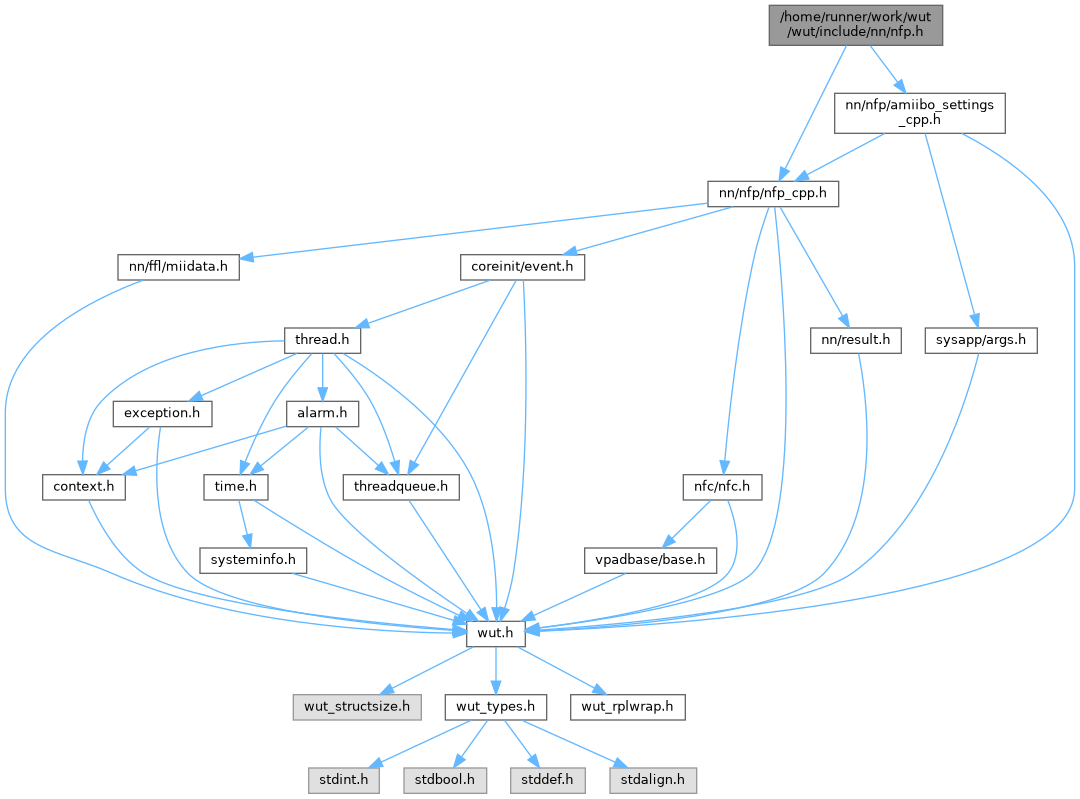 /home/runner/work/wut
/wut/include/nn/nfp.h
nn/nfp/amiibo_settings
_cpp.h
nn/nfp/nfp_cpp.h
nn/ffl/miidata.h
coreinit/event.h
thread.h
nn/result.h
sysapp/args.h
exception.h
alarm.h
context.h
time.h
threadqueue.h
nfc/nfc.h
systeminfo.h
vpadbase/base.h
wut.h
wut_structsize.h
wut_types.h
wut_rplwrap.h
stdint.h
stdbool.h
stddef.h
stdalign.h